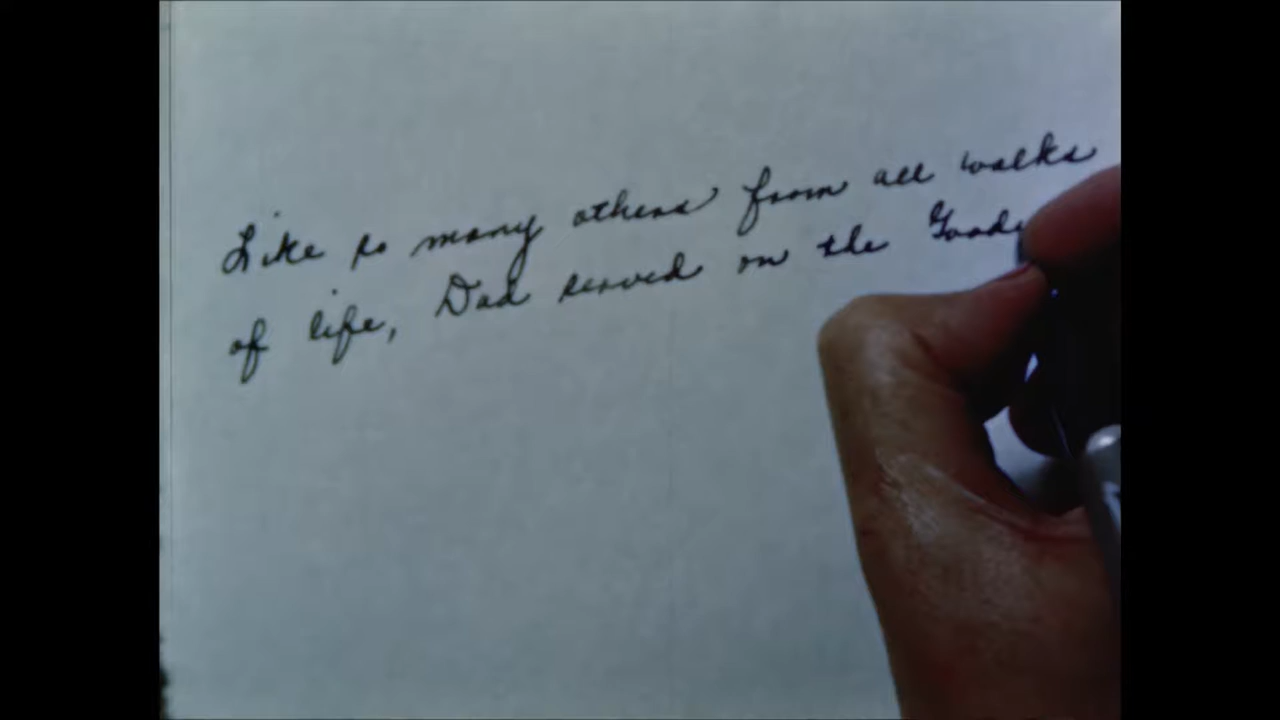 Like so many others from all walks
of life, Dad served on the